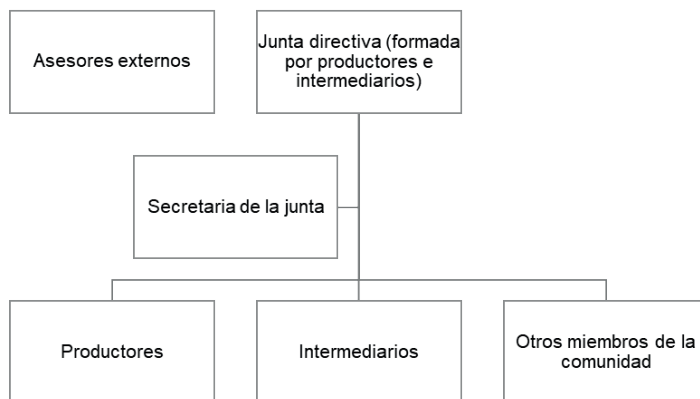 Asesores externos
Junta directiva (formada
por productores e
intermediarios)
Secretaria de la junta
Productores
Intermediarios
Otros miembros de la
comunidad